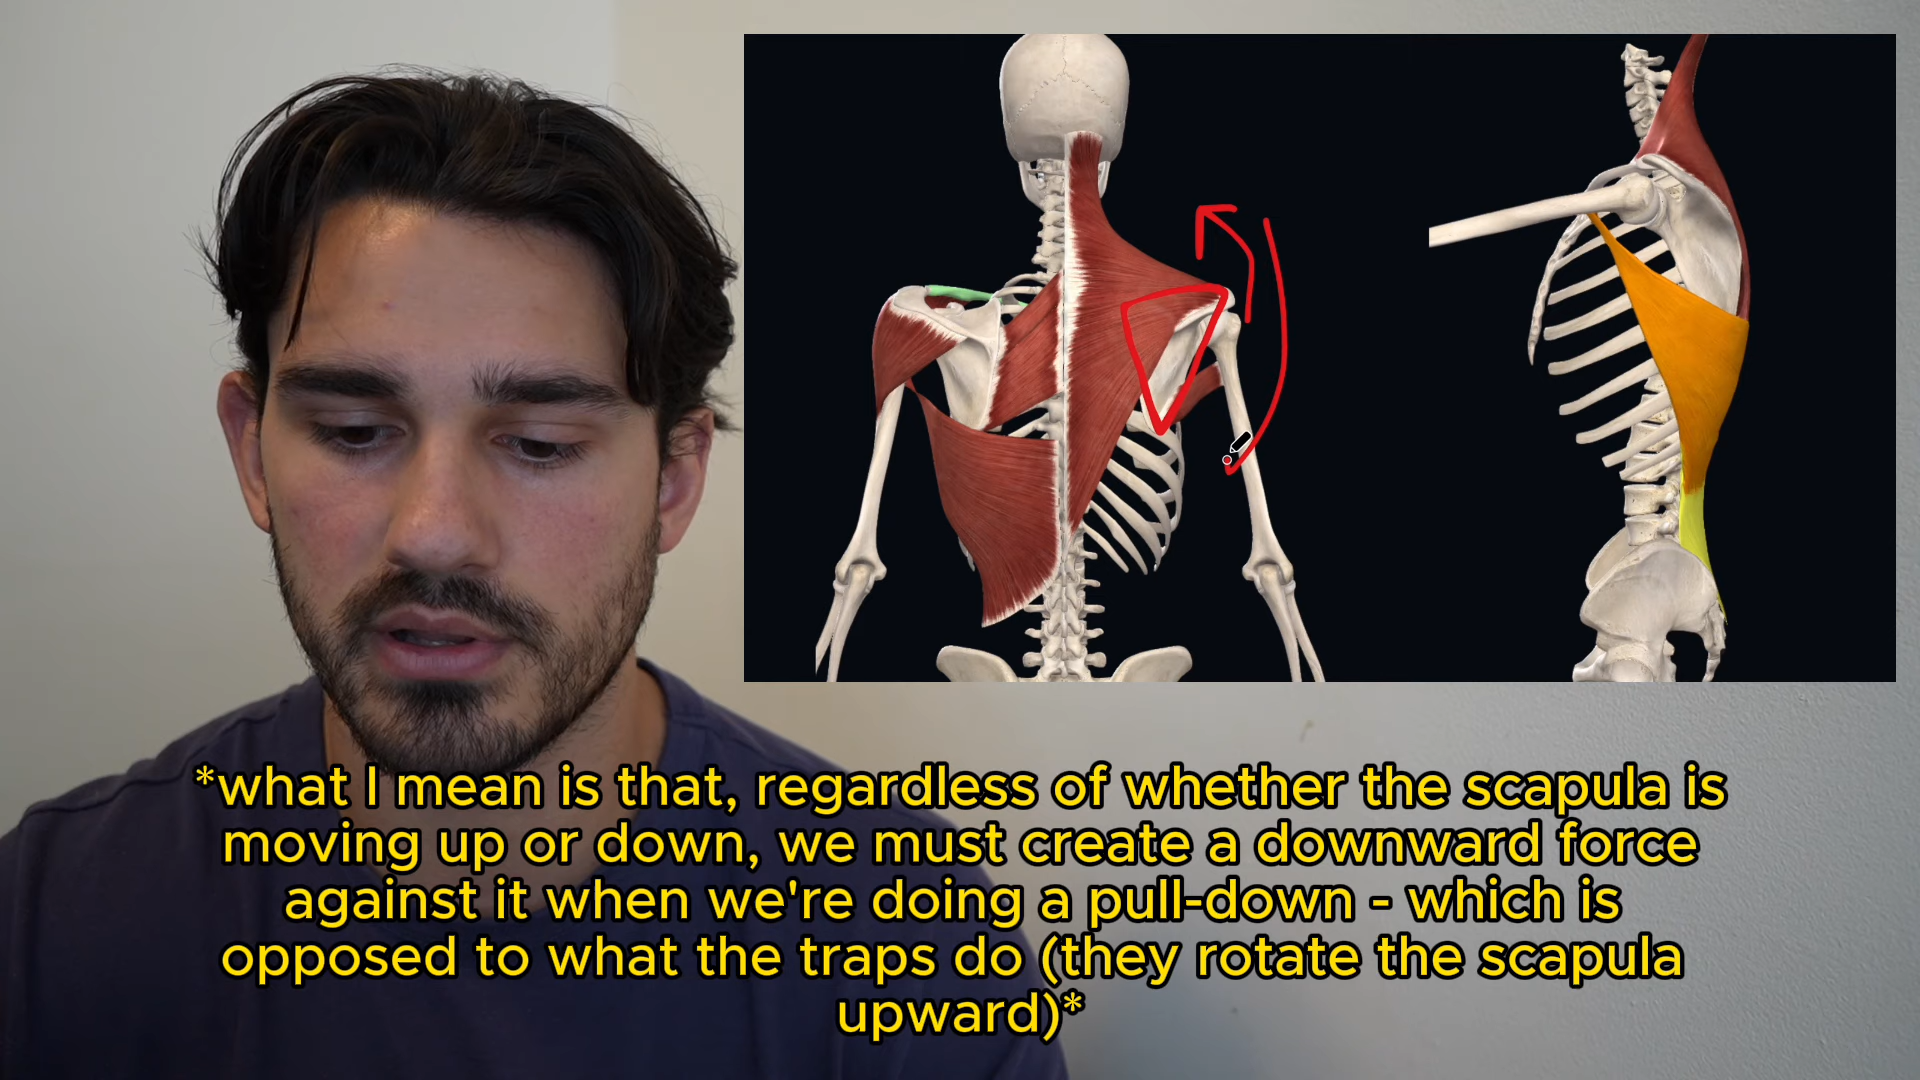 *what I mean is that, regardless of whether the scapula is
moving up or down, we must create a downward force
against it when we're doing a pull-down - which is
opposed to what the traps do (they rotate the scapula
upward)*